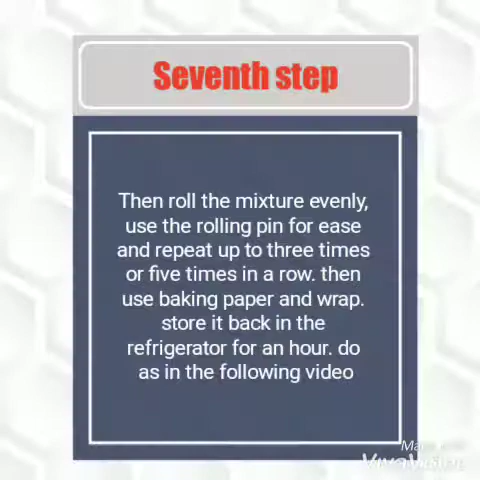 Seventh step
Then roll the mixture evenly,
use the rolling pin for ease
and repeat up to three times
or five times in a row. then
use baking paper and wrap.
store it back in the
refrigerator for an hour. do
as in the following video
VivaVideo